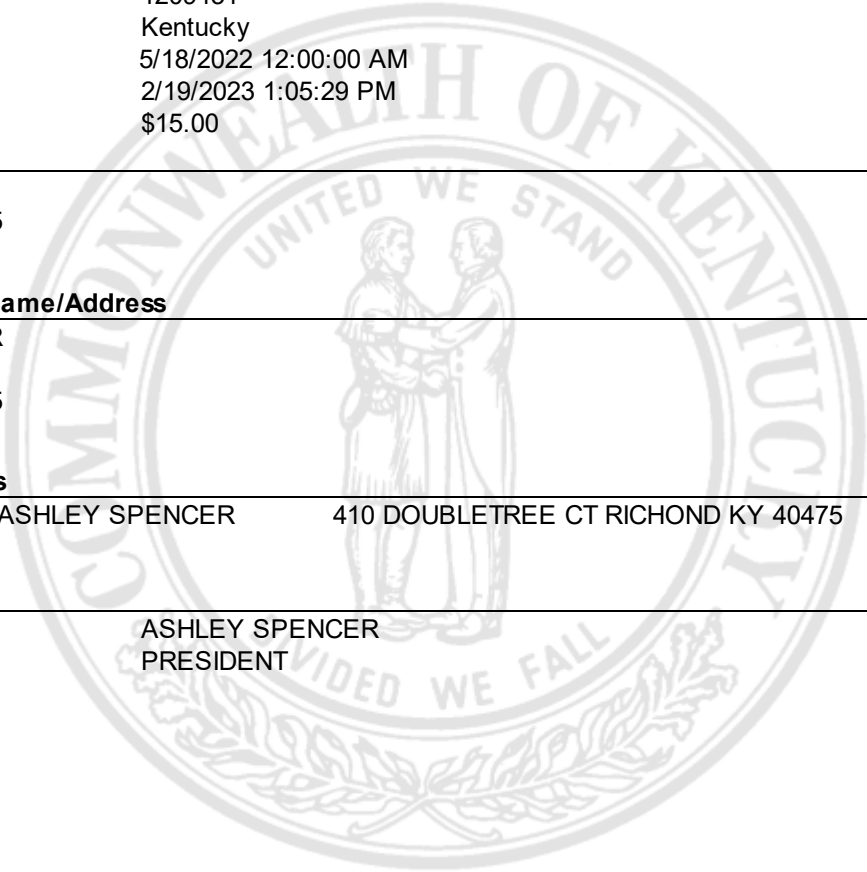 Kentucky
5/18/2022 12:00:00 AM
2/19/2023 1:05:29 PM
$15.00
ame/Address
ASHLEY SPENCER 410 DOUBLETREE CT RICHOND KY 40475
ASHLEY SPENCER
PRESIDENT
COMMONWEALTH OF KENTUCKY
UNITED WE STAND
DIVIDED WE FALL